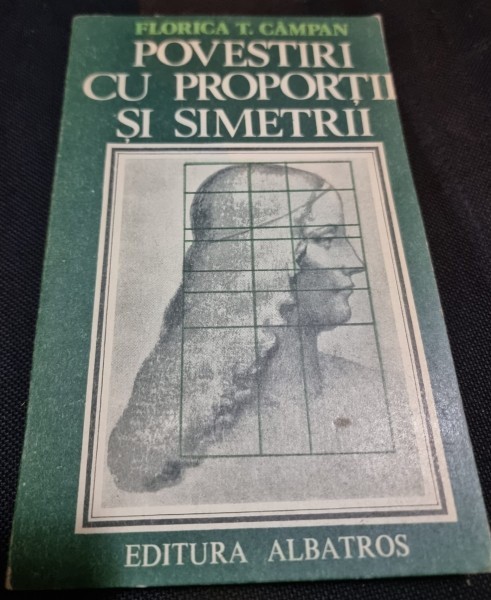 FLORICA T. CÂMPAN
POVESTIRI
CU PROPORȚII
ȘI SIMETRII
EDITURA ALBATROS